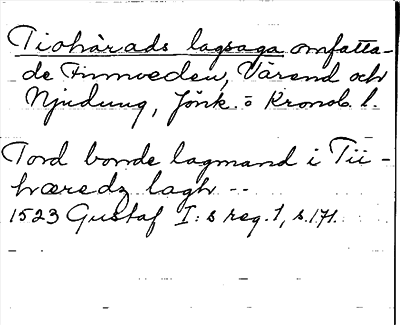 Tiohärads lagsaga omfatta-
de Finnveden, Värend och
Njudung, Jönk. o Kronob. l.
Tord bonde lagmand i Tii-
hæredz lagh --
1523 Gustaf I:s reg. 1, s. 171.